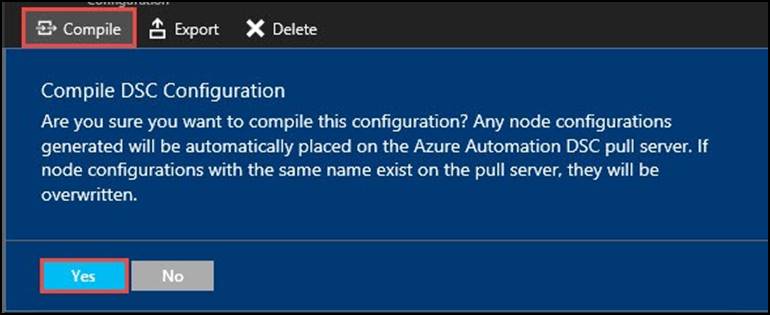 Configuration
Compile Export Delete
Compile DSC Configuration
Are you sure you want to compile this configuration? Any node configurations
generated will be automatically placed on the Azure Automation DSC pull server. If
node configurations with the same name exist on the pull server, they will be
overwritten.
Yes No